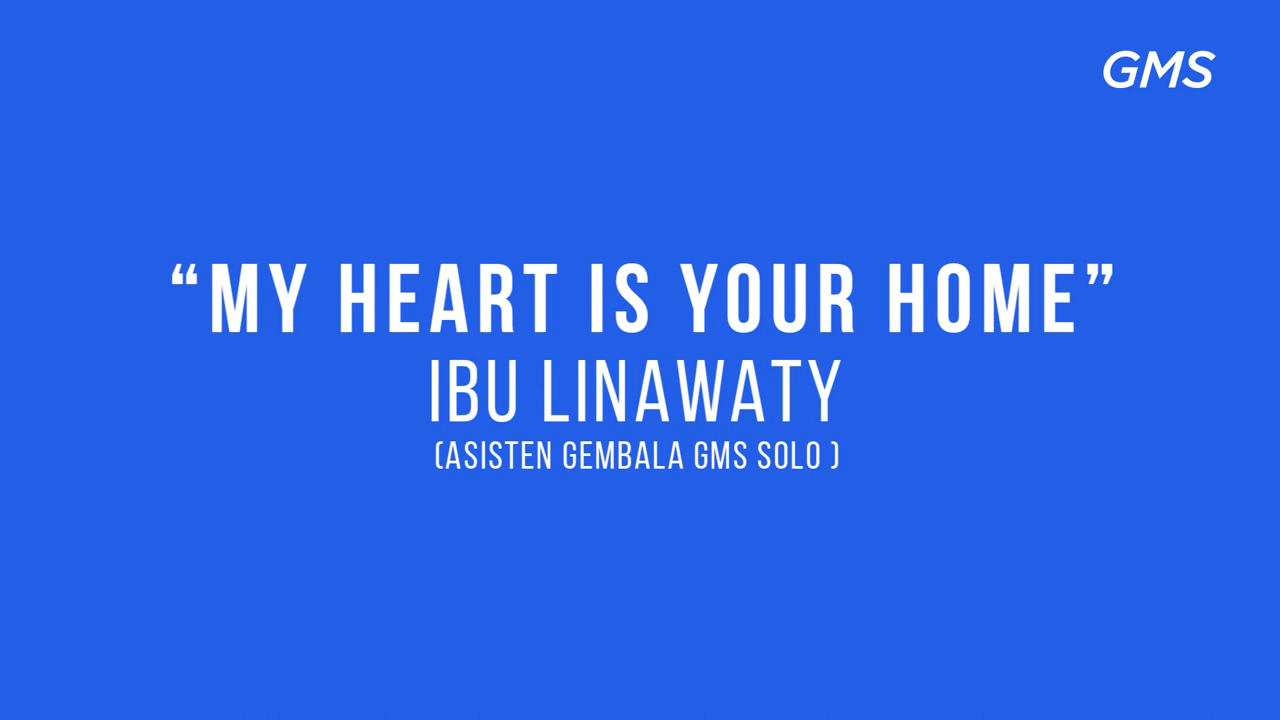 GMS
“MY HEART IS YOUR HOME”
IBU LINAWATY
(ASISTEN GEMBALA GMS SOLO )